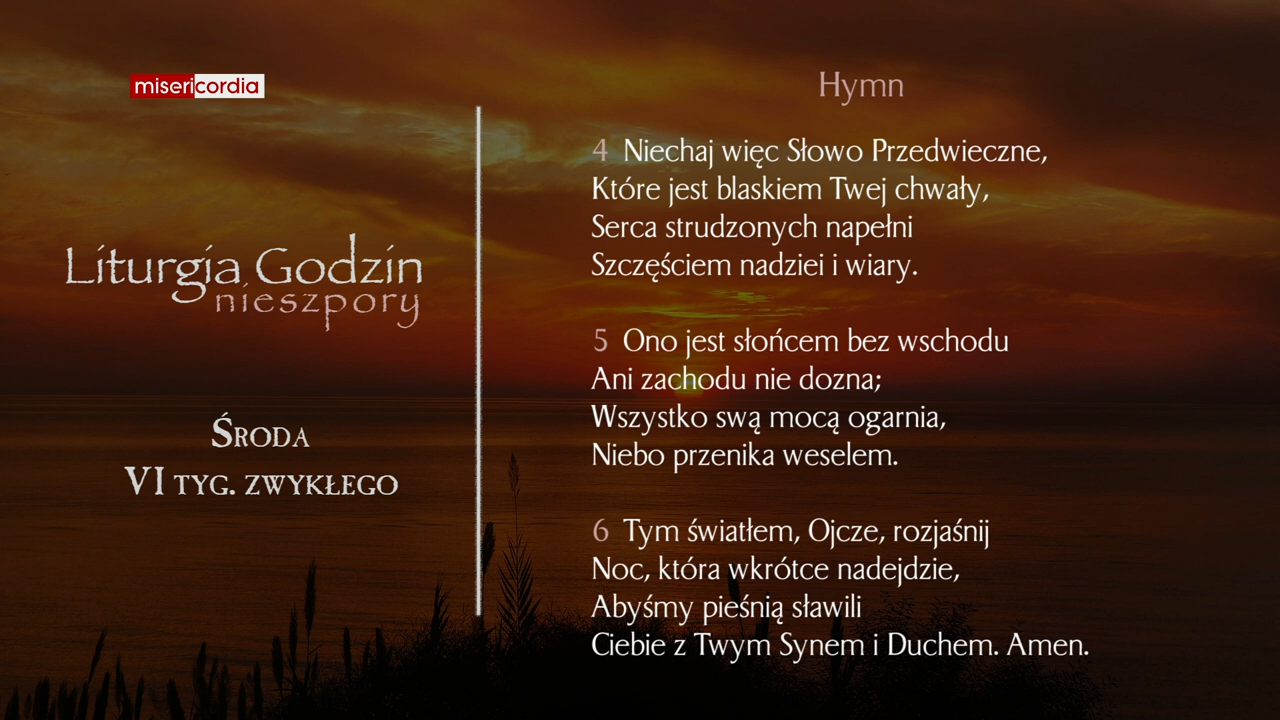 misericordia
Liturgia Godzin
nieszpory
Środa
VI tyg. zwykłego
Hymn
4 Niechaj więc Słowo Przedwieczne,
Które jest blaskiem Twej chwały,
Serca strudzonych napełni
Szczęściem nadziei i wiary.
5 Ono jest słońcem bez wschodu
Ani zachodu nie dozna;
Wszystko swą mocą ogarnia,
Niebo przenika weselem.
6 Tym światłem, Ojcze, rozjaśnij
Noc, która wkrótce nadejdzie,
Abyśmy pieśnią sławili
Ciebie z Twym Synem i Duchem. Amen.